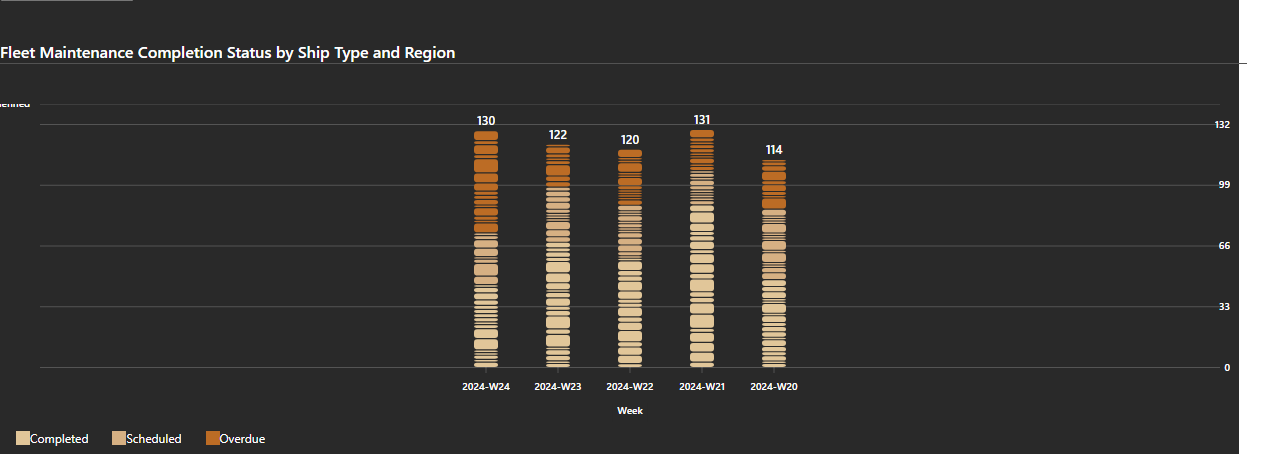 Fleet Maintenance Completion Status by Ship Type and Region
130
122
120
131
114
132
99
66
33
0
2024-W24
2024-W23
2024-W22
2024-W21
2024-W20
Week
Completed
Scheduled
Overdue